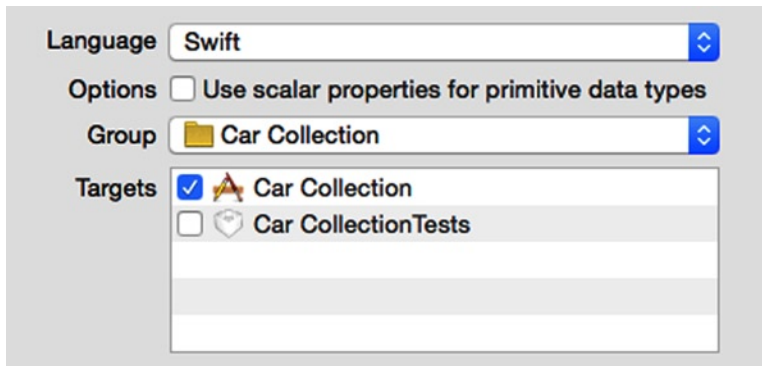 Language Swift
Options Use scalar properties for primitive data types
Group Car Collection
Targets Car Collection
Car CollectionTests